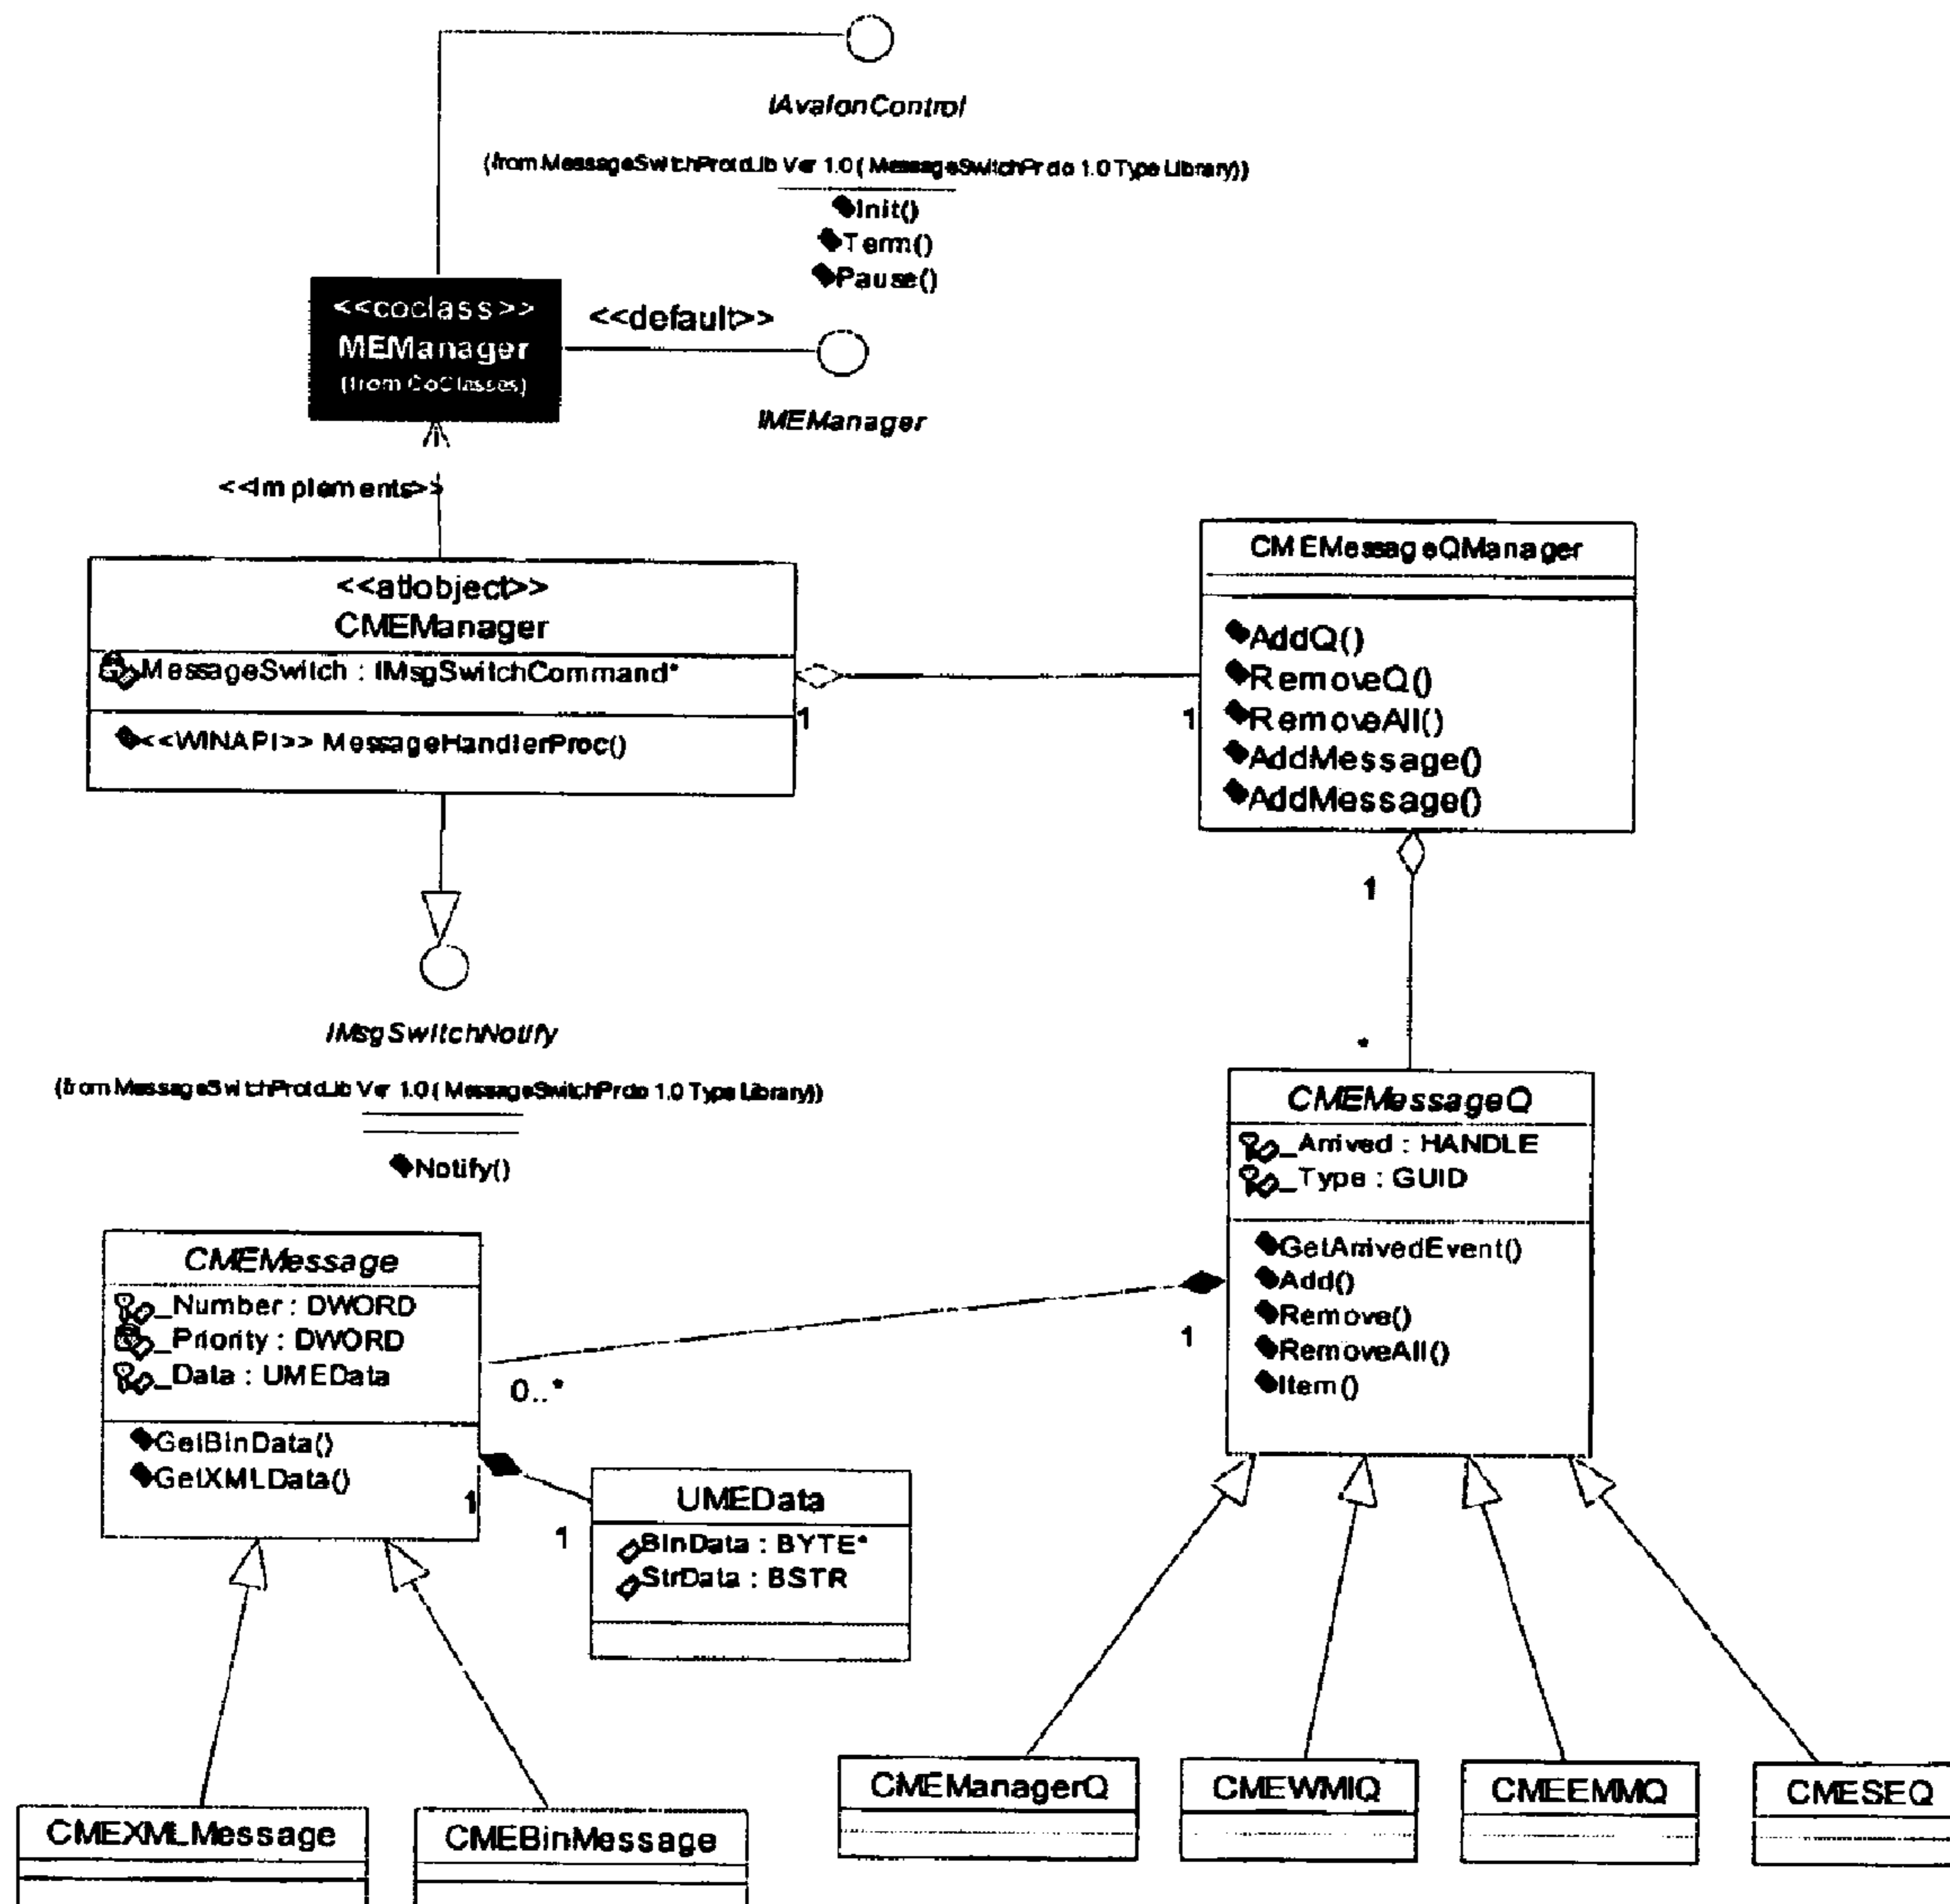 IAvalonControl
(from MessageSwitchProtoLib Ver 1.0 ( MessageSwitchProto 1.0 Type Library))
Init()
Term()
Pause()
<<coclass>>
MEManager
(from CoClasses)
<<default>>
IMEManager
<<Implements>>
<<atlobject>>
CMEManager
MessageSwitch : IMsgSwitchCommand*
<<WINAPI>> MessageHandlerProc()
1
1
CMEMessageQManager
AddQ()
RemoveQ()
RemoveAll()
AddMessage()
AddMessage()
1
*
IMsgSwitchNotify
(from MessageSwitchProtoLib Ver 1.0 ( MessageSwitchProto 1.0 Type Library))
Notify()
CMEMessageQ
_Arrived : HANDLE
_Type : GUID
GetArrivedEvent()
Add()
Remove()
RemoveAll()
Item()
1
0..*
CMEMessage
_Number : DWORD
_Priority : DWORD
_Data : UMEData
GetBinData()
GetXMLData()
1
1
UMEData
BinData : BYTE*
StrData : BSTR
CMEXMLMessage
CMEBinMessage
CMEManagerQ
CMEWMIQ
CMEEMMQ
CMESEQ